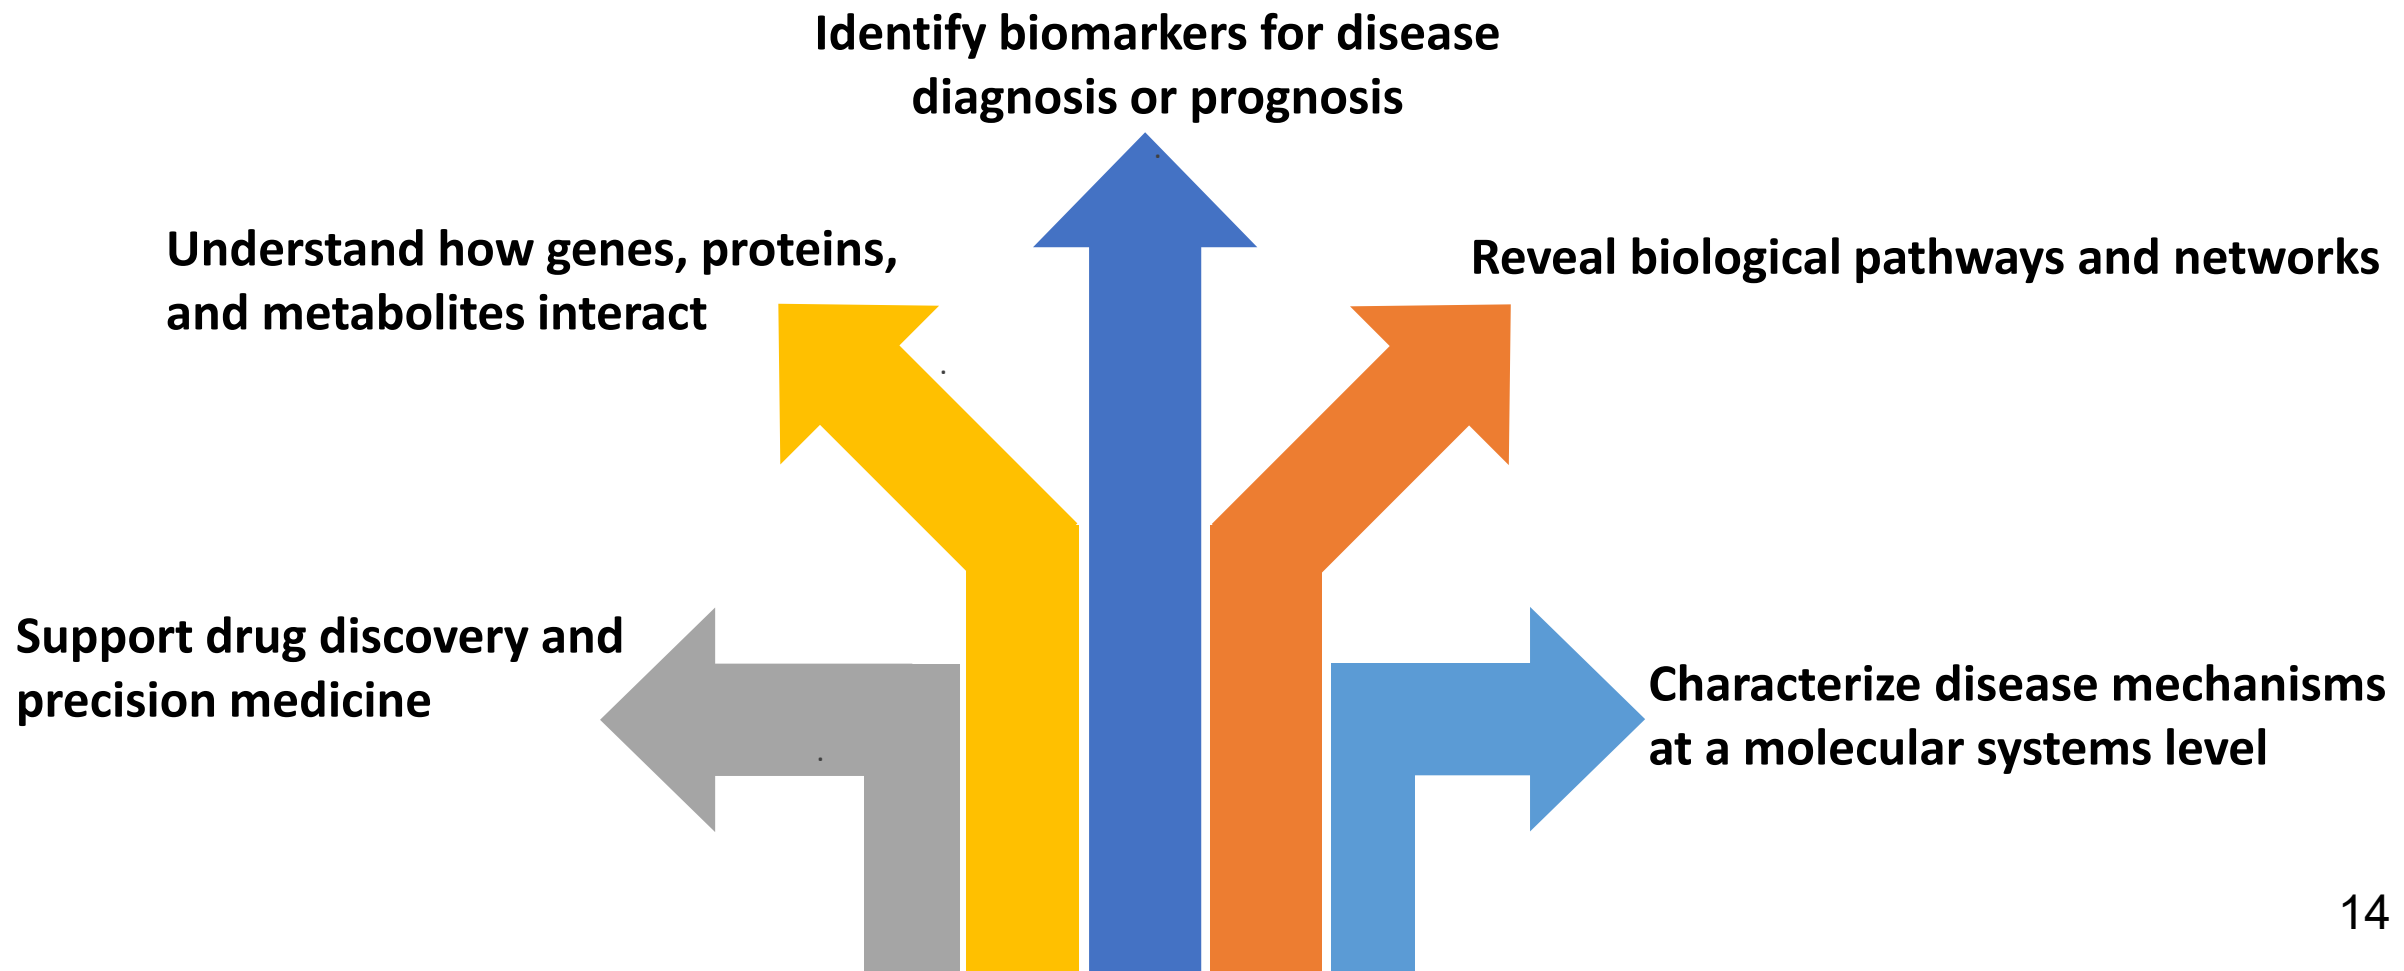 Identify biomarkers for disease
diagnosis or prognosis
Understand how genes, proteins,
and metabolites interact
Reveal biological pathways and networks
Support drug discovery and
precision medicine
Characterize disease mechanisms
at a molecular systems level
14